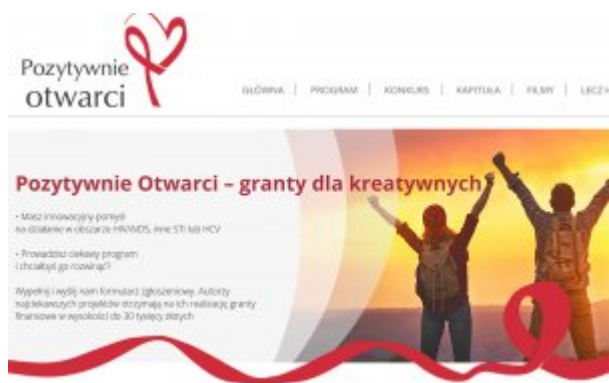 Pozytywnie
otwarci
GŁÓWNA | PROGRAM | KONKURS | KAPITUŁA | FILMY | LECZ H
Pozytywnie Otwarci – granty dla kreatywnych
• Masz innowacyjny pomysł
na działanie w obszarze HIV/AIDS, inne STI lub HCV
• Prowadzisz ciekawy program
i chciałbyś go rozwinąć?
Wypełnij i wyślij nam formularz zgłoszeniowy. Autorzy
najciekawszych projektów otrzymają na ich realizację granty
finansowe w wysokości do 30 tysięcy złotych